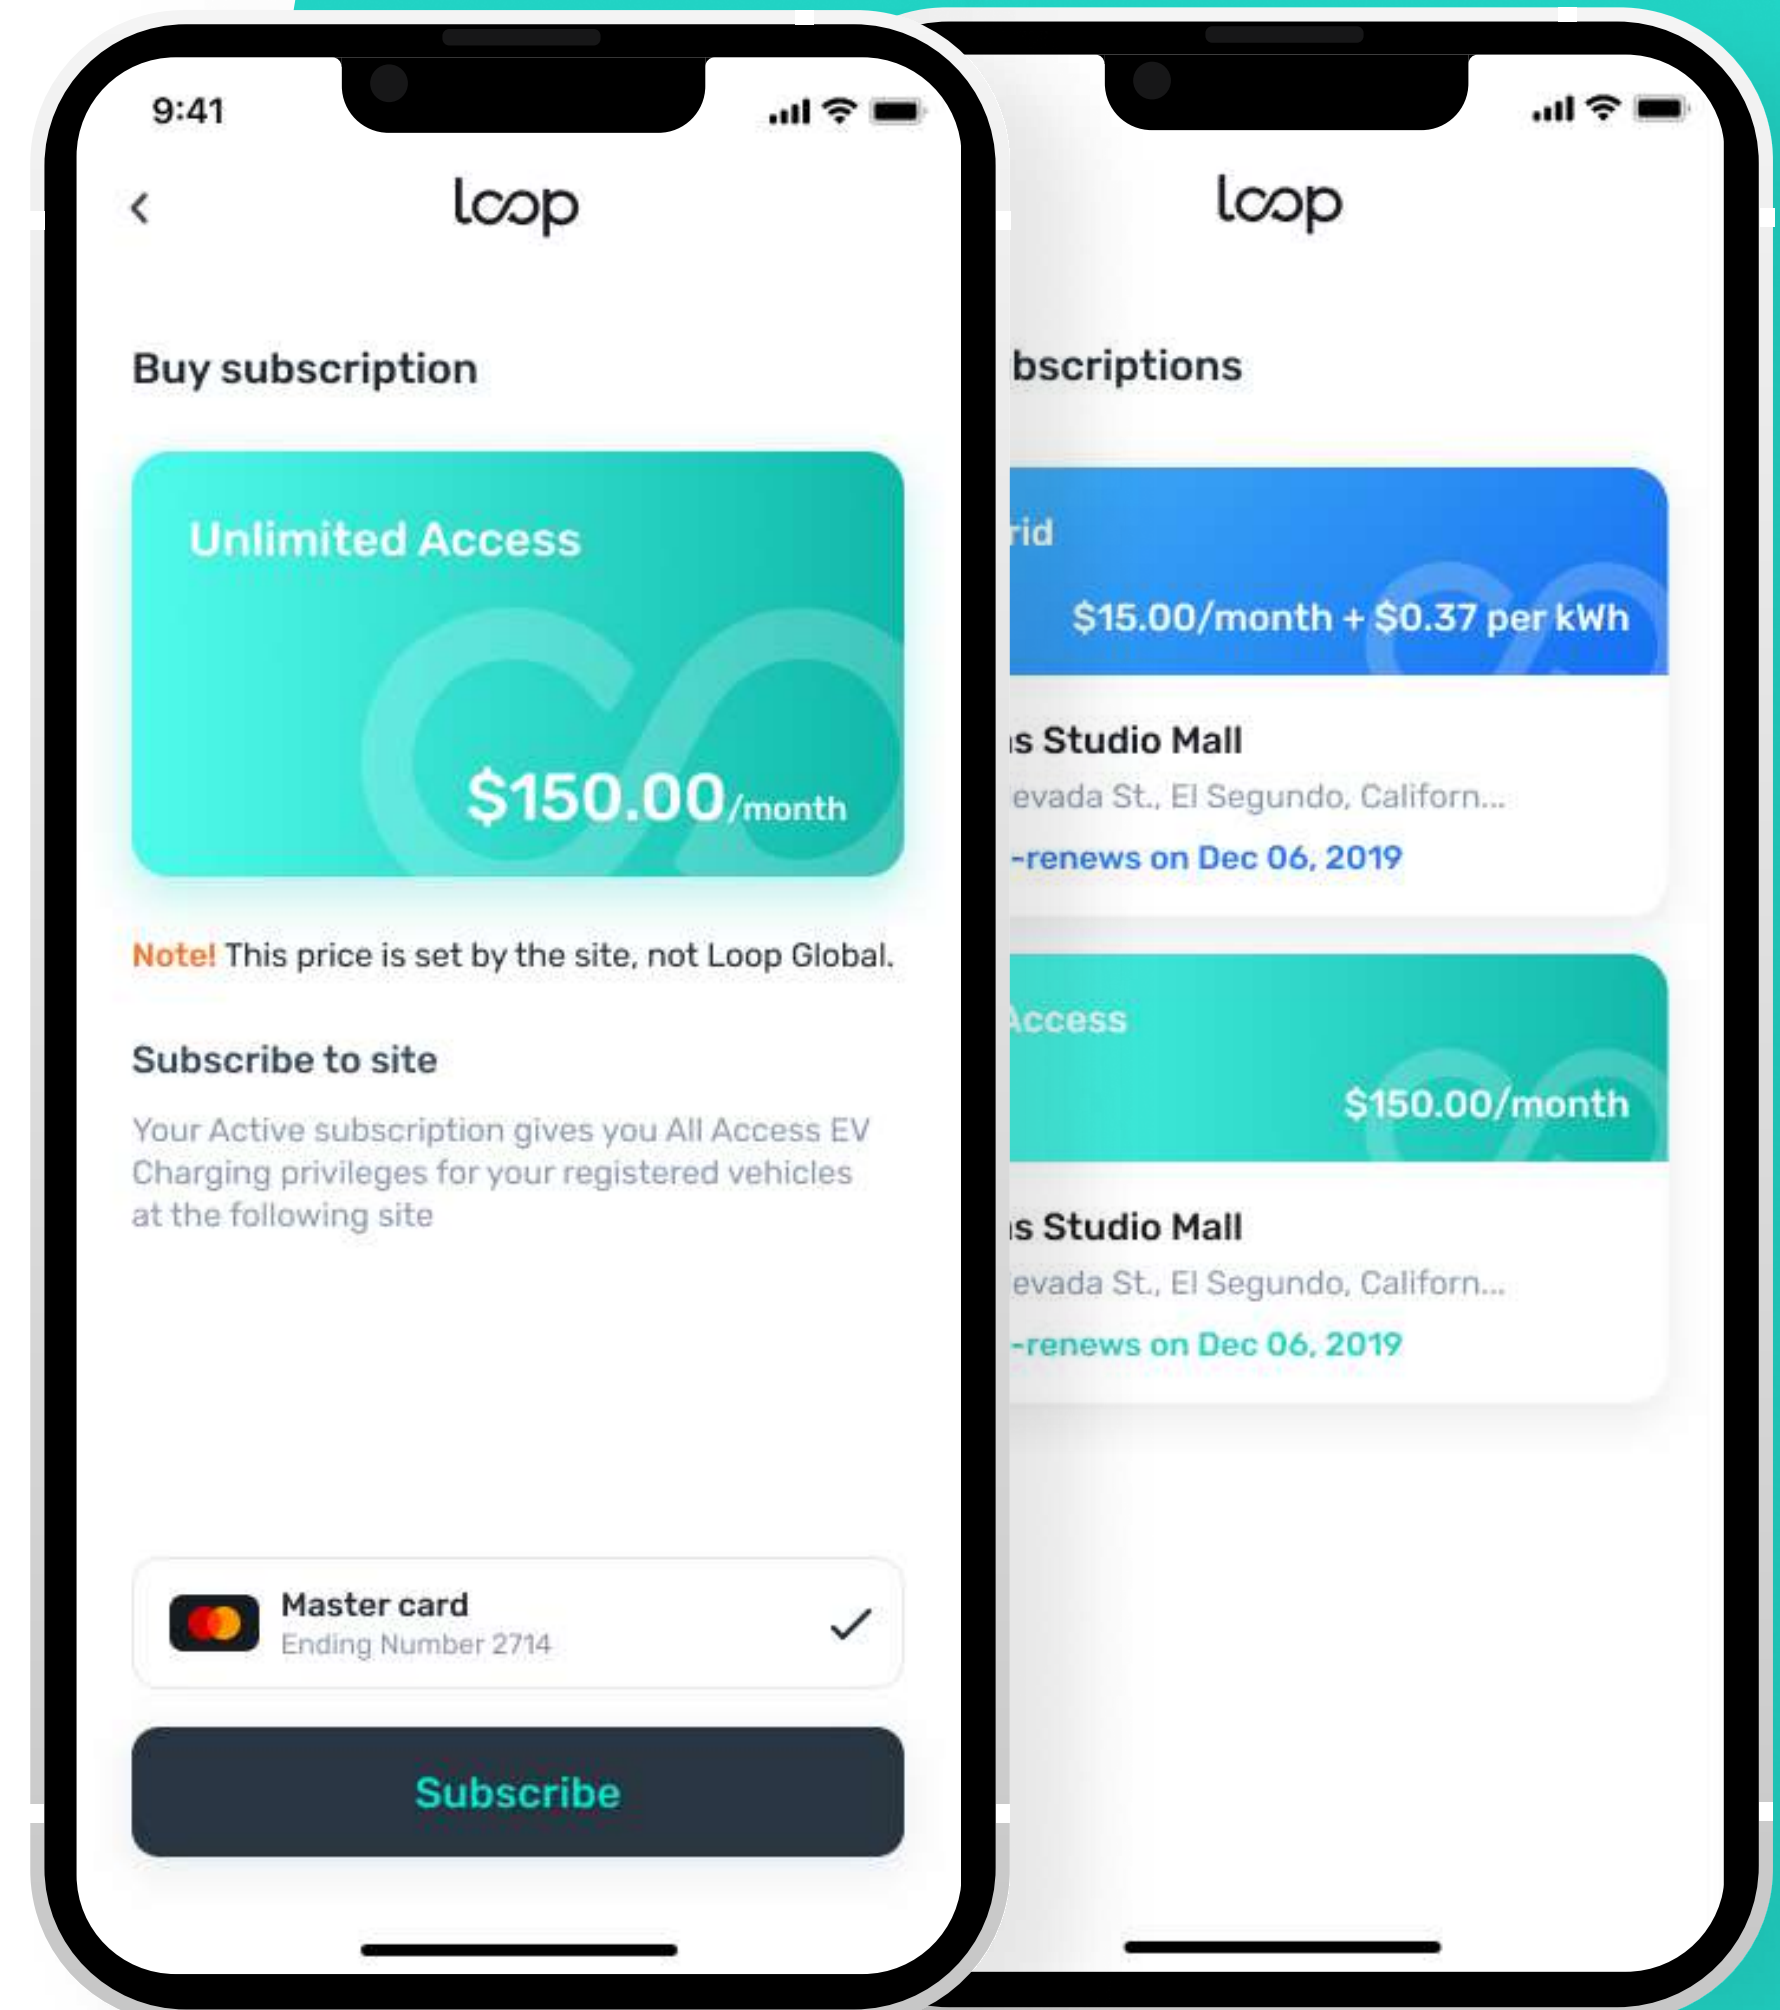 9:41
loop
Buy subscription
Unlimited Access
$150.00/month
Note! This price is set by the site, not Loop Global.
Subscribe to site
Your Active subscription gives you All Access EV
Charging privileges for your registered vehicles
at the following site
Master card
Ending Number 2714
Subscribe
loop
bscriptions
rid
$15.00/month + $0.37 per kWh
s Studio Mall
evada St., El Segundo, Californ...
-renews on Dec 06, 2019
Access
$150.00/month
s Studio Mall
evada St., El Segundo, Californ...
-renews on Dec 06, 2019